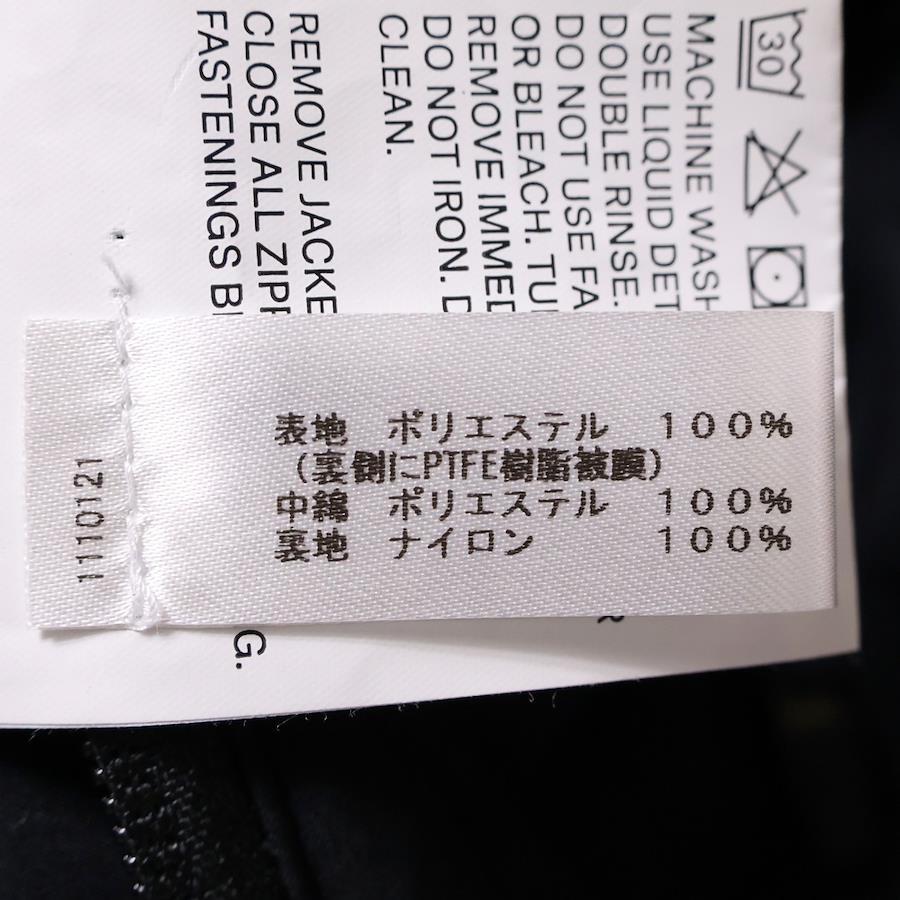 30
MACHINE WASH
USE LIQUID DET
DOUBLE RINSE.
DO NOT USE FA
OR BLEACH. TU
REMOVE IMMED
DO NOT IRON. D
CLEAN.
REMOVE JACKE
CLOSE ALL ZIP
FASTENINGS B
G.
表地 ポリエステル 100%
(裏側にPTFE樹脂被膜)
中綿 ポリエステル 100%
裏地 ナイロン 100%
1110121